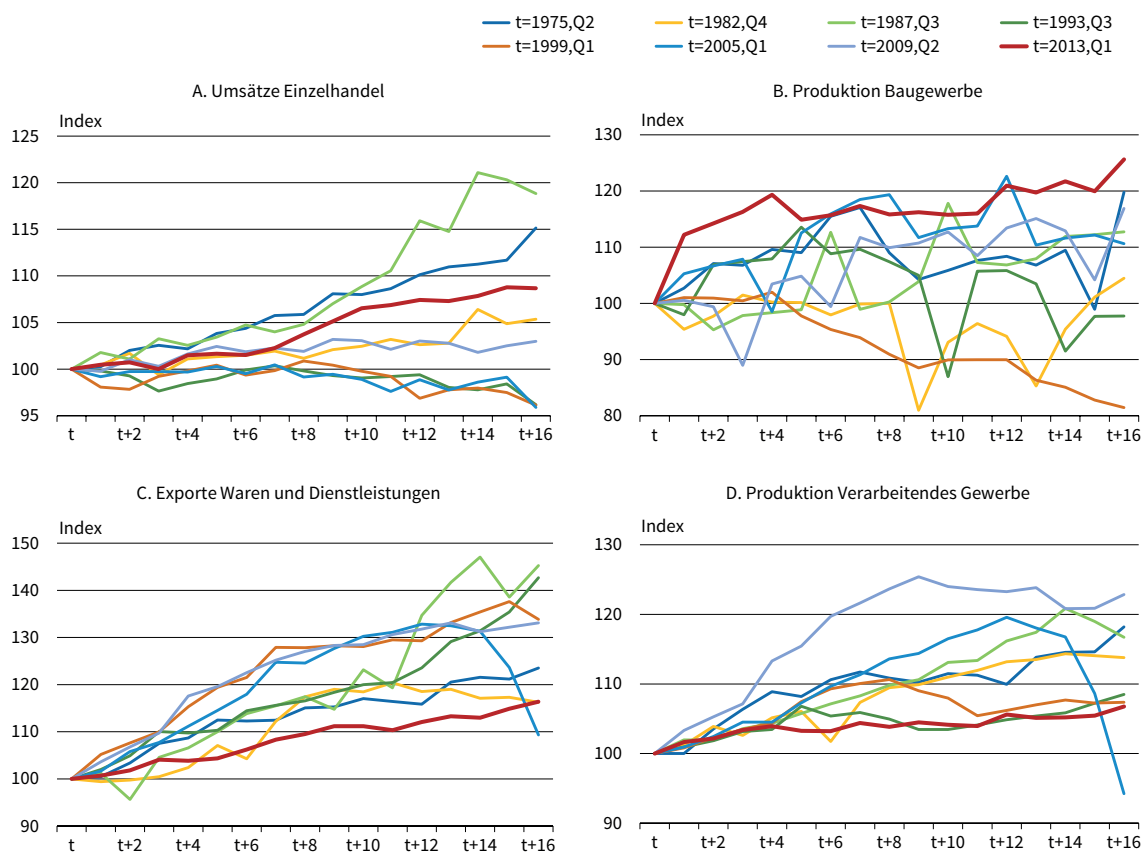 t=1975,Q2 t=1982,Q4 t=1987,Q3 t=1993,Q3
t=1999,Q1 t=2005,Q1 t=2009,Q2 t=2013,Q1
A. Umsätze Einzelhandel
Index
125
120
115
110
105
100
95
t t+2 t+4 t+6 t+8 t+10 t+12 t+14 t+16
B. Produktion Baugewerbe
Index
130
120
110
100
90
80
t t+2 t+4 t+6 t+8 t+10 t+12 t+14 t+16
C. Exporte Waren und Dienstleistungen
Index
150
140
130
120
110
100
90
t t+2 t+4 t+6 t+8 t+10 t+12 t+14 t+16
D. Produktion Verarbeitendes Gewerbe
Index
130
120
110
100
90
t t+2 t+4 t+6 t+8 t+10 t+12 t+14 t+16